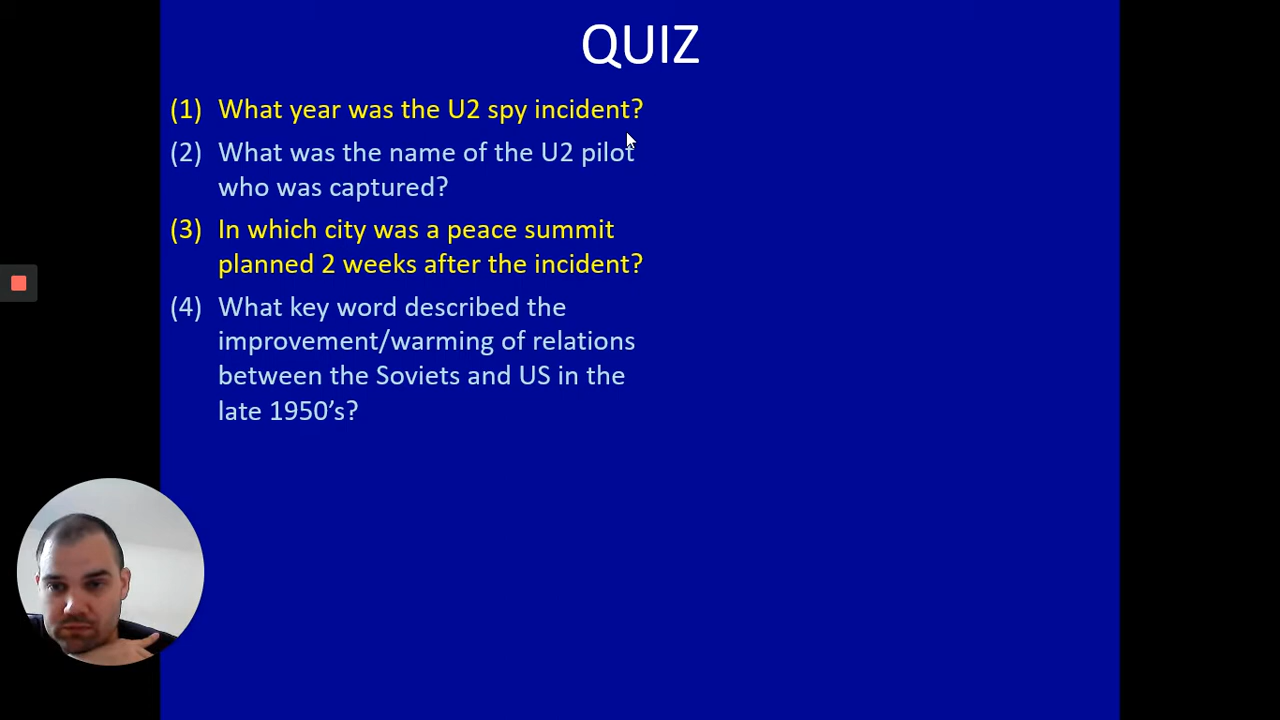 QUIZ
(1) What year was the U2 spy incident?
(2) What was the name of the U2 pilot
who was captured?
(3) In which city was a peace summit
planned 2 weeks after the incident?
(4) What key word described the
improvement/warming of relations
between the Soviets and US in the
late 1950’s?